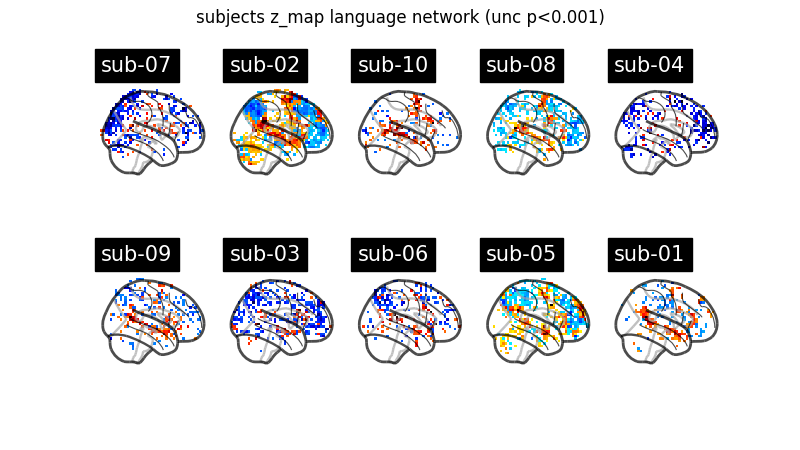 subjects z_map language network (unc p<0.001)
sub-07 sub-02 sub-10 sub-08 sub-04
sub-09 sub-03 sub-06 sub-05 sub-01